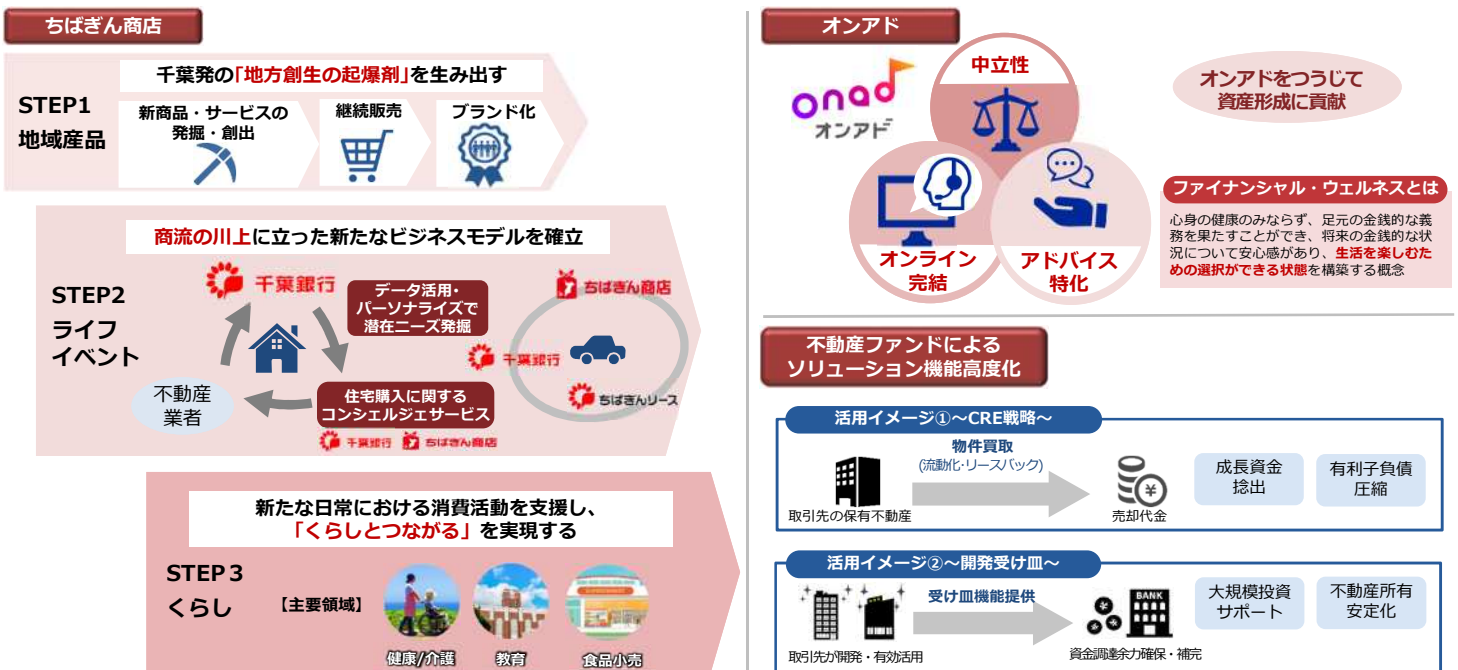 ちばぎん商店
千葉発の「地方創生の起爆剤」を生み出す
STEP1
地域産品
新商品・サービスの
発掘・創出
継続販売
ブランド化
商流の川上に立った新たなビジネスモデルを確立
STEP2
ライフ
イベント
千葉銀行
データ活用・
パーソナライズで
潜在ニーズ発掘
不動産
業者
住宅購入に関する
コンシェルジェサービス
千葉銀行 ちばぎん商店
ちばぎん商店
千葉銀行
ちばぎんリース
新たな日常における消費活動を支援し、
「くらしとつながる」を実現する
STEP３
くらし
【主要領域】
健康/介護
教育
食品小売
オンアド
onad
オンアド
中立性
オンライン
完結
アドバイス
特化
オンアドをつうじて
資産形成に貢献
ファイナンシャル・ウェルネスとは
心身の健康のみならず、足元の金銭的な義
務を果たすことができ、将来の金銭的な状
況について安心感があり、生活を楽しむた
めの選択ができる状態を構築する概念
不動産ファンドによる
ソリューション機能高度化
活用イメージ①～CRE戦略～
物件買取
(流動化・リースバック)
取引先の保有不動産
売却代金
成長資金
捻出
有利子負債
圧縮
活用イメージ②～開発受け皿～
受け皿機能提供
取引先が開発・有効活用
BANK
資金調達余力確保・補完
大規模投資
サポート
不動産所有
安定化